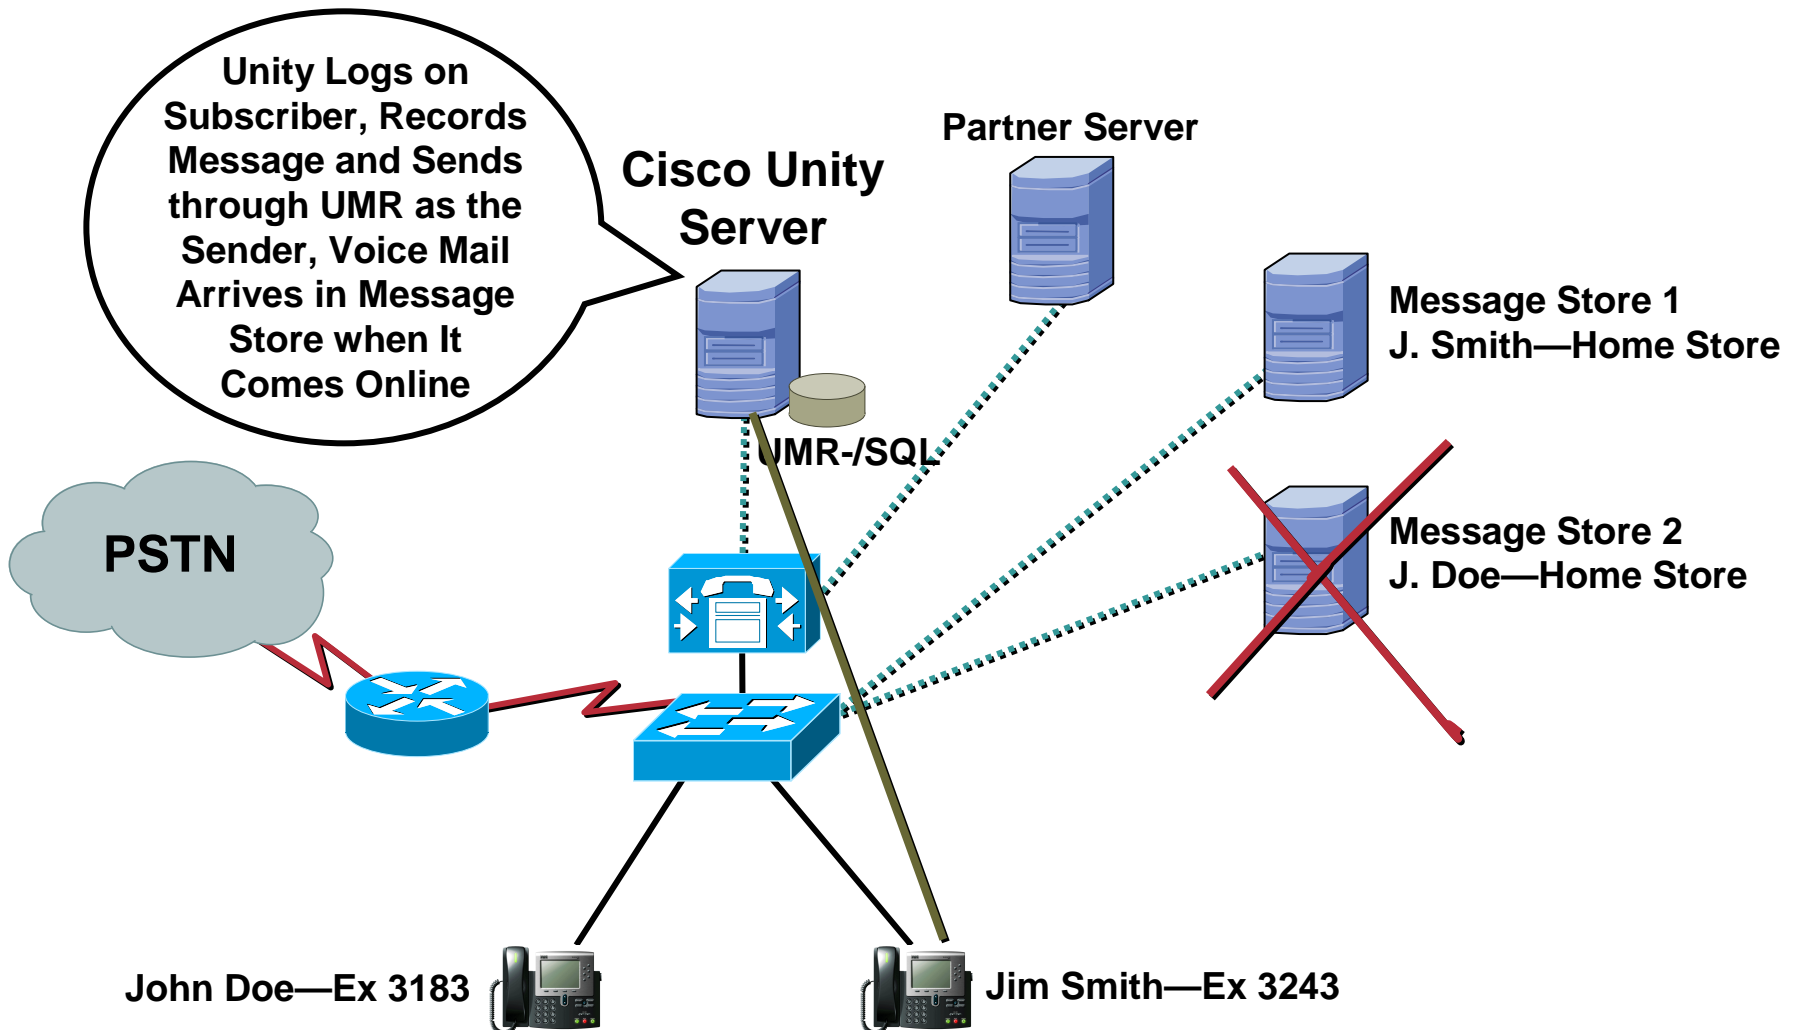 Unity Logs on
Subscriber, Records
Message and Sends
through UMR as the
Sender, Voice Mail
Arrives in Message
Store when It
Comes Online
Cisco Unity
Server
Partner Server
Message Store 1
J. Smith—Home Store
UMR-/SQL
Message Store 2
J. Doe—Home Store
PSTN
John Doe—Ex 3183
Jim Smith—Ex 3243